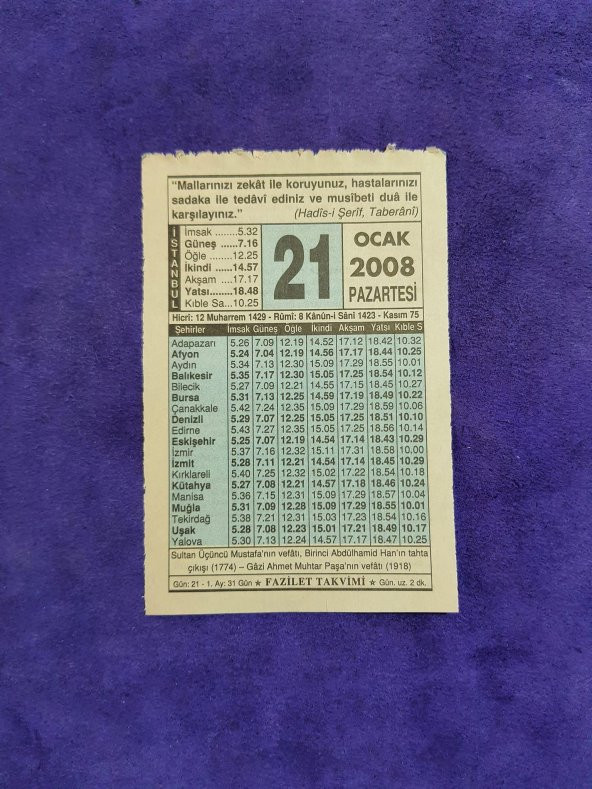 “Mallarınızı zekât ile koruyunuz, hastalarınızı
sadaka ile tedâvi ediniz ve musîbeti duâ ile
karşılayınız.” (Hadîs-i Şerîf, Taberânî)
İSTANBUL
İmsak ......5.32
Güneş ......7.16
Öğle ......12.25
İkindi ....14.57
Akşam ....17.17
Yatsı........18.48
Kıble Sa...10.25
21
OCAK
2008
PAZARTESİ
Hicrî: 12 Muharrem 1429 - Rûmî: 8 Kânûn-i Sâni 1423 - Kasım 75
Şehirler İmsak Güneş Öğle İkindi Akşam Yatsı Kıble S
Adapazarı 5.26 7.09 12.19 14.52 17.12 18.42 10.32
Afyon 5.24 7.04 12.19 14.56 17.17 18.44 10.25
Aydın 5.34 7.13 12.30 15.09 17.29 18.55 10.01
Balıkesir 5.35 7.17 12.30 15.05 17.25 18.54 10.12
Bilecik 5.27 7.09 12.21 14.55 17.15 18.45 10.27
Bursa 5.31 7.13 12.25 14.59 17.19 18.49 10.22
Çanakkale 5.42 7.24 12.35 15.09 17.29 18.59 10.06
Denizli 5.29 7.07 12.25 15.05 17.25 18.51 10.10
Edirne 5.43 7.27 12.35 15.05 17.25 18.56 10.14
Eskişehir 5.25 7.07 12.19 14.54 17.14 18.43 10.29
İzmir 5.37 7.16 12.32 15.11 17.31 18.58 10.00
İzmit 5.28 7.11 12.21 14.54 17.14 18.45 10.29
Kırklareli 5.40 7.25 12.32 15.02 17.22 18.54 10.18
Kütahya 5.27 7.08 12.21 14.57 17.18 18.46 10.24
Manisa 5.36 7.15 12.31 15.09 17.29 18.57 10.04
Muğla 5.31 7.09 12.28 15.09 17.29 18.55 10.01
Tekirdağ 5.38 7.21 12.31 15.03 17.23 18.54 10.16
Uşak 5.28 7.08 12.23 15.01 17.21 18.49 10.17
Yalova 5.30 7.13 12.24 14.57 17.17 18.47 10.25
Sultan Üçüncü Mustafa’nın vefâtı, Birinci Abdülhamid Han’ın tahta
çıkışı (1774) – Gâzi Ahmet Muhtar Paşa’nın vefâtı (1918)
Gün: 21 - 1. Ay: 31 Gün ★ FAZİLET TAKVİMİ ★ Gün. uz. 2 dk.